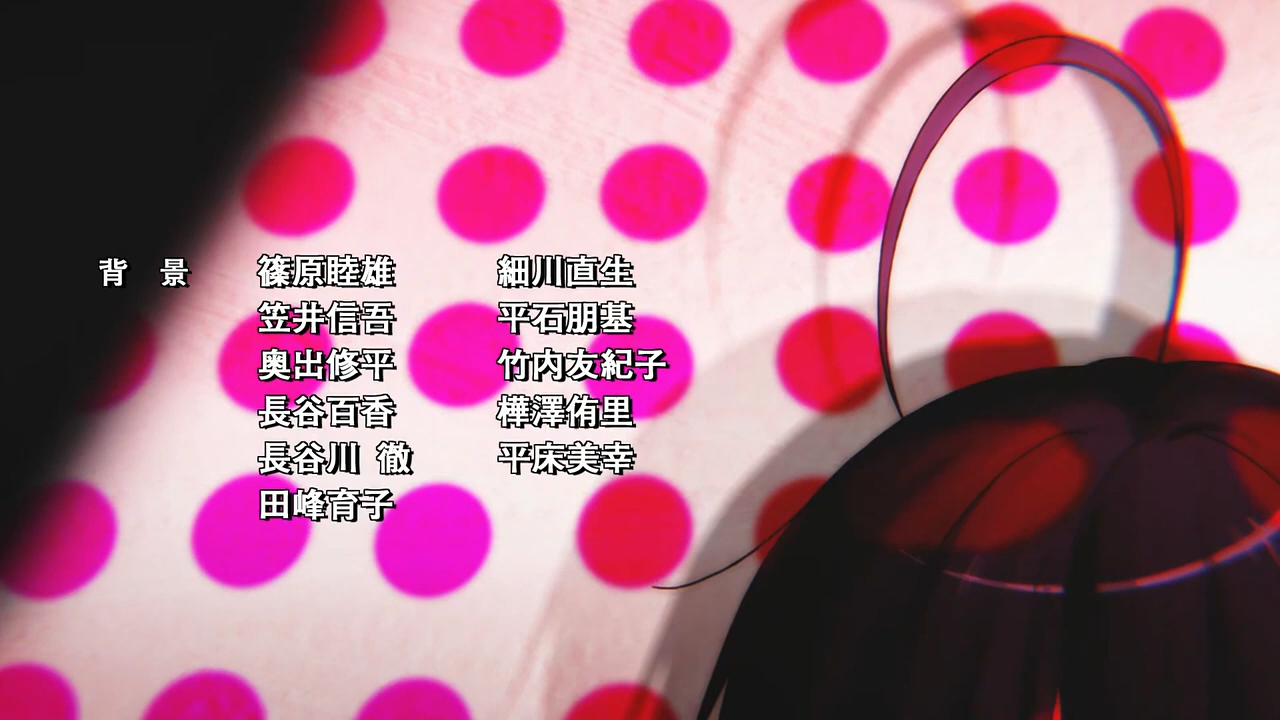 背　景　篠原睦雄　細川直生
笠井信吾　平石朋基
奥出修平　竹内友紀子
長谷百香　樺澤侑里
長谷川 徹　平床美幸
田峰育子